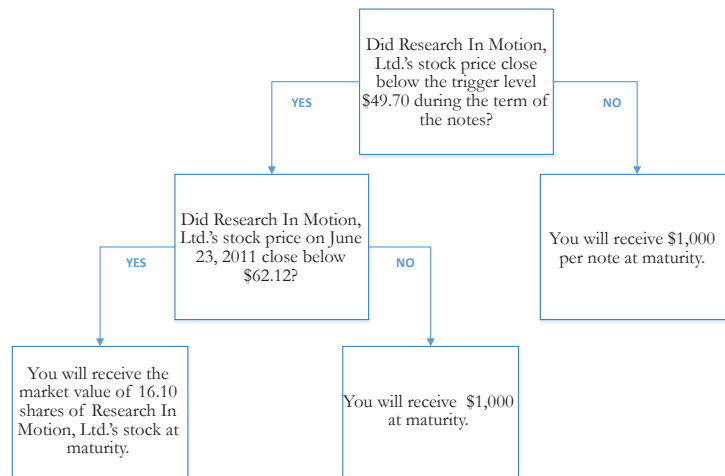 Did Research In Motion,
Ltd.'s stock price close
below the trigger level
$49.70 during the term of
the notes?
YES
NO
Did Research In Motion,
Ltd.'s stock price on June
23, 2011 close below
$62.12?
You will receive $1,000
per note at maturity.
YES
NO
You will receive the
market value of 16.10
shares of Research In
Motion, Ltd.'s stock at
maturity.
You will receive $1,000
at maturity.